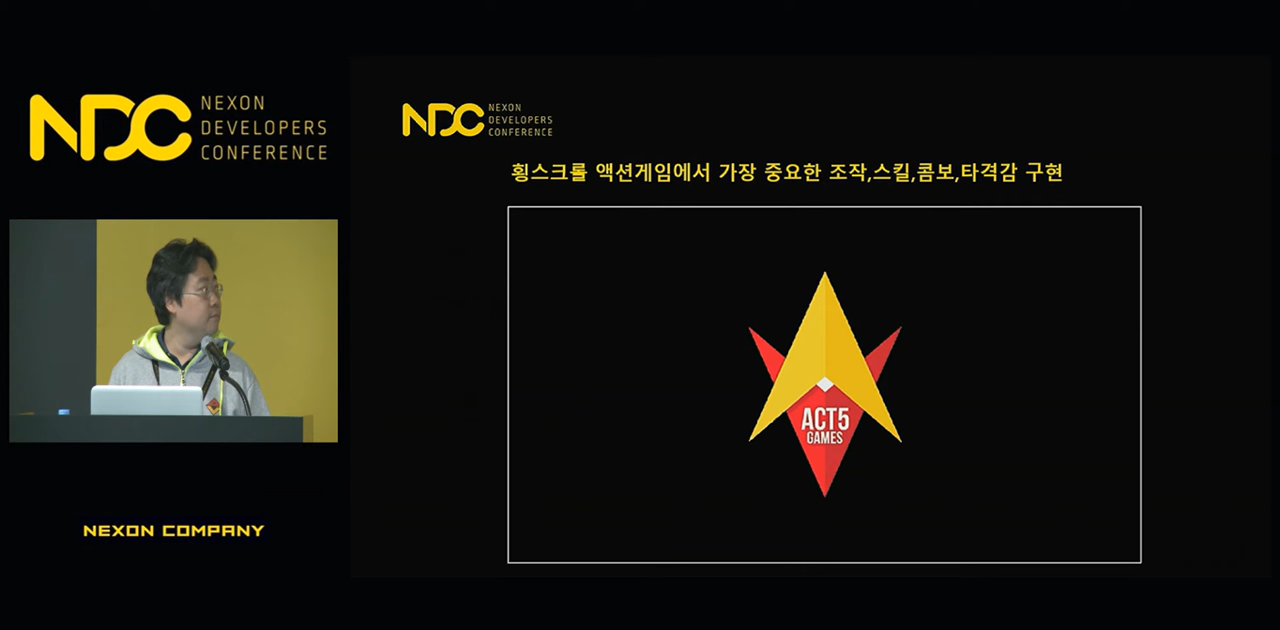 NDC NEXON
DEVELOPERS
CONFERENCE
NDC NEXON
DEVELOPERS
CONFERENCE
횡스크롤 액션게임에서 가장 중요한 조작,스킬,콤보,타격감 구현
ACT5
GAMES
NEXON COMPANY